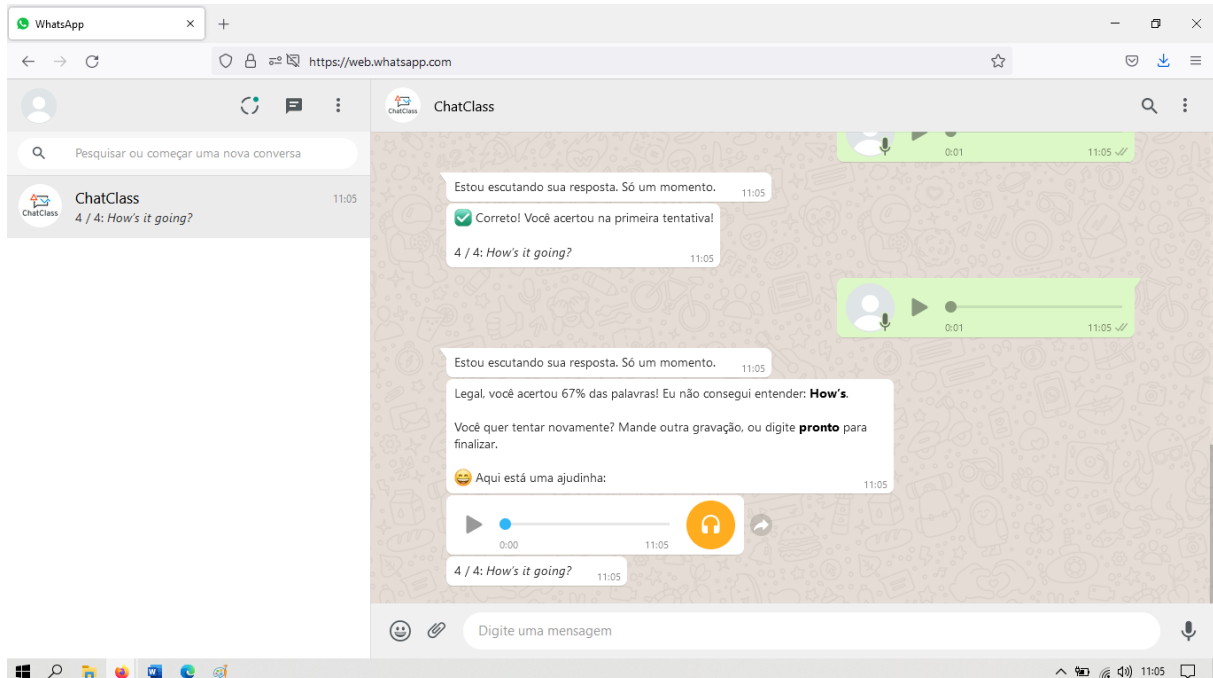 WhatsApp
https://web.whatsapp.com
ChatClass
ChatClass
Pesquisar ou começar uma nova conversa
ChatClass
ChatClass
11:05
4 / 4: How's it going?
0:01
11:05
Estou escutando sua resposta. Só um momento.
11:05
Correto! Você acertou na primeira tentativa!
4 / 4: How's it going?
11:05
0:01
11:05
Estou escutando sua resposta. Só um momento.
11:05
Legal, você acertou 67% das palavras! Eu não consegui entender: How's.
Você quer tentar novamente? Mande outra gravação, ou digite pronto para
finalizar.
Aqui está uma ajudinha:
11:05
0:00
11:05
4 / 4: How's it going?
11:05
Digite uma mensagem
11:05